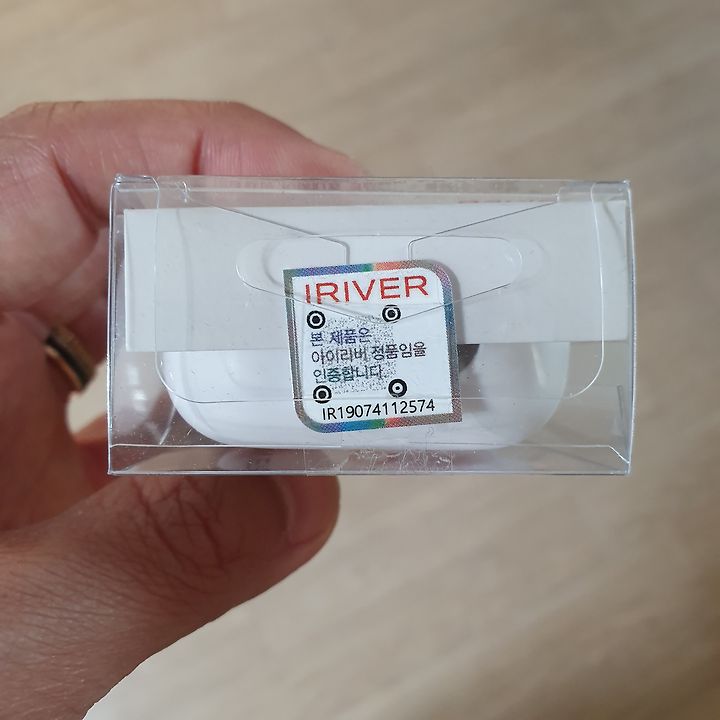 IRIVER
본 제품은
아이리버 정품임을
인증합니다
IR19074112574